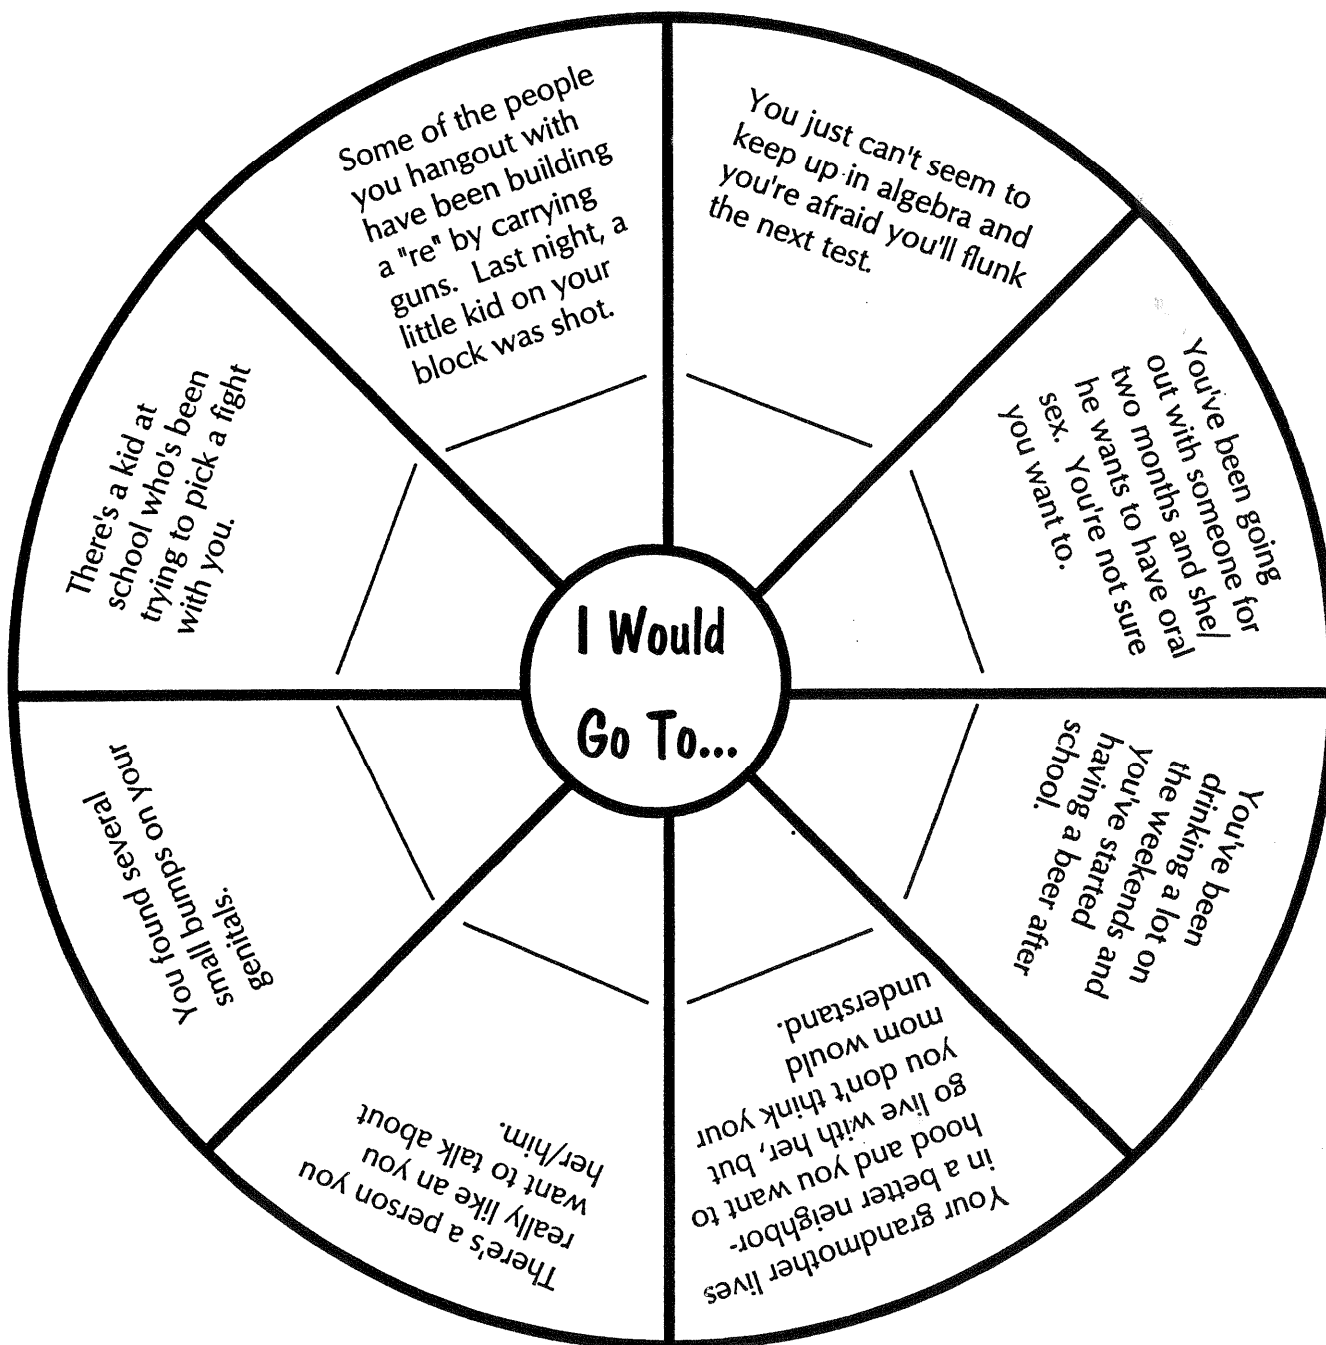 Some of the people
you hangout with
have been building
a "re" by carrying
guns. Last night, a
little kid on your
block was shot.
You just can't seem to
keep up in algebra and
you're afraid you'll flunk
the next test.
You've been going
out with someone for
two months and she/
he wants to have oral
sex. You're not sure
you want to.
You've been
drinking a lot on
the weekends and
you've started
having a beer after
school.
Your grandmother lives
in a better neighbor-
hood and you want to
go live with her, but
you don't think your
mom would
understand.
There's a person you
really like an you
want to talk about
her/him.
You found several
small bumps on your
genitals.
There's a kid at
school who's been
trying to pick a fight
with you.
I Would
Go To...